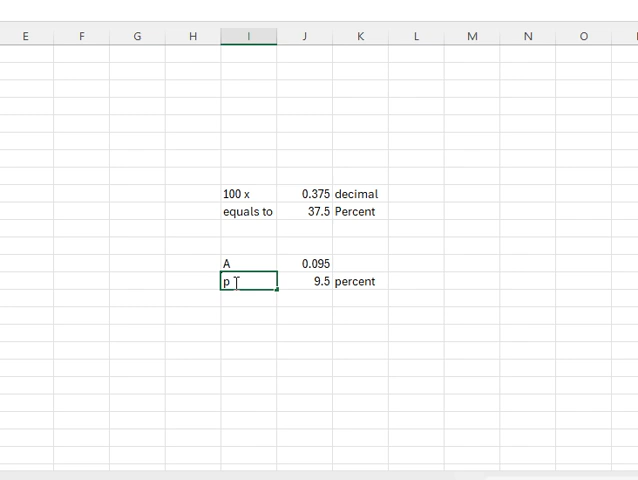 E F G H I J K L M N O
100 x 0.375 decimal
equals to 37.5 Percent
A 0.095
p 9.5 percent